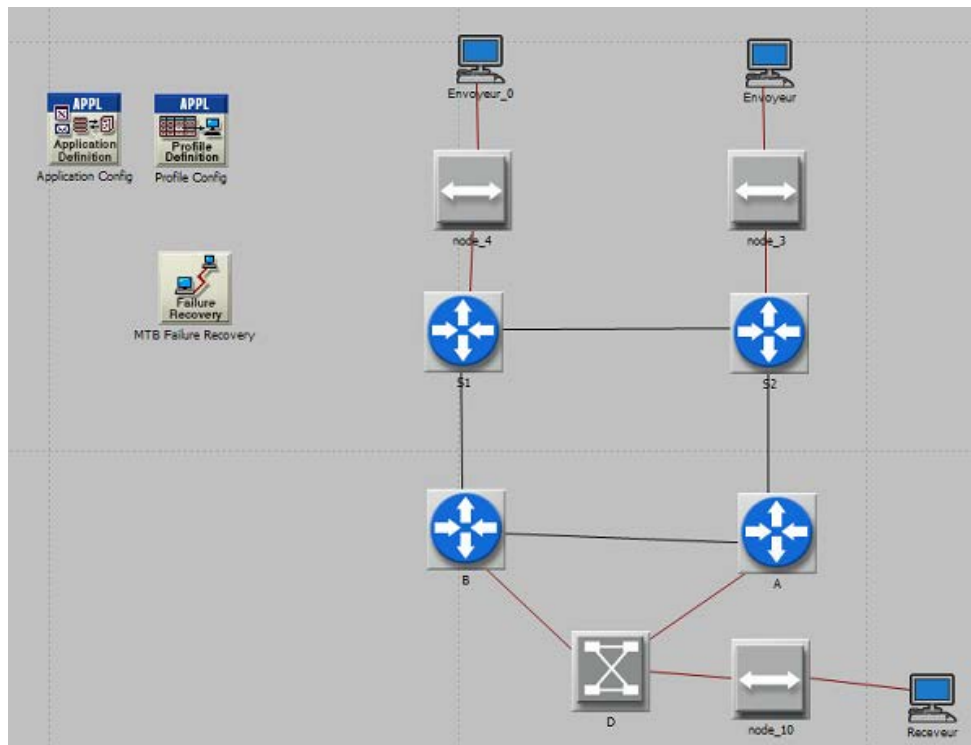 Envoyeur_0
Envoyeur
APPL
Application
Definition
Application Config
APPL
Profile
Definition
Profile Config
node_4
node_3
Failure
Recovery
MTB Failure Recovery
S1
S2
B
A
D
node_10
Receveur